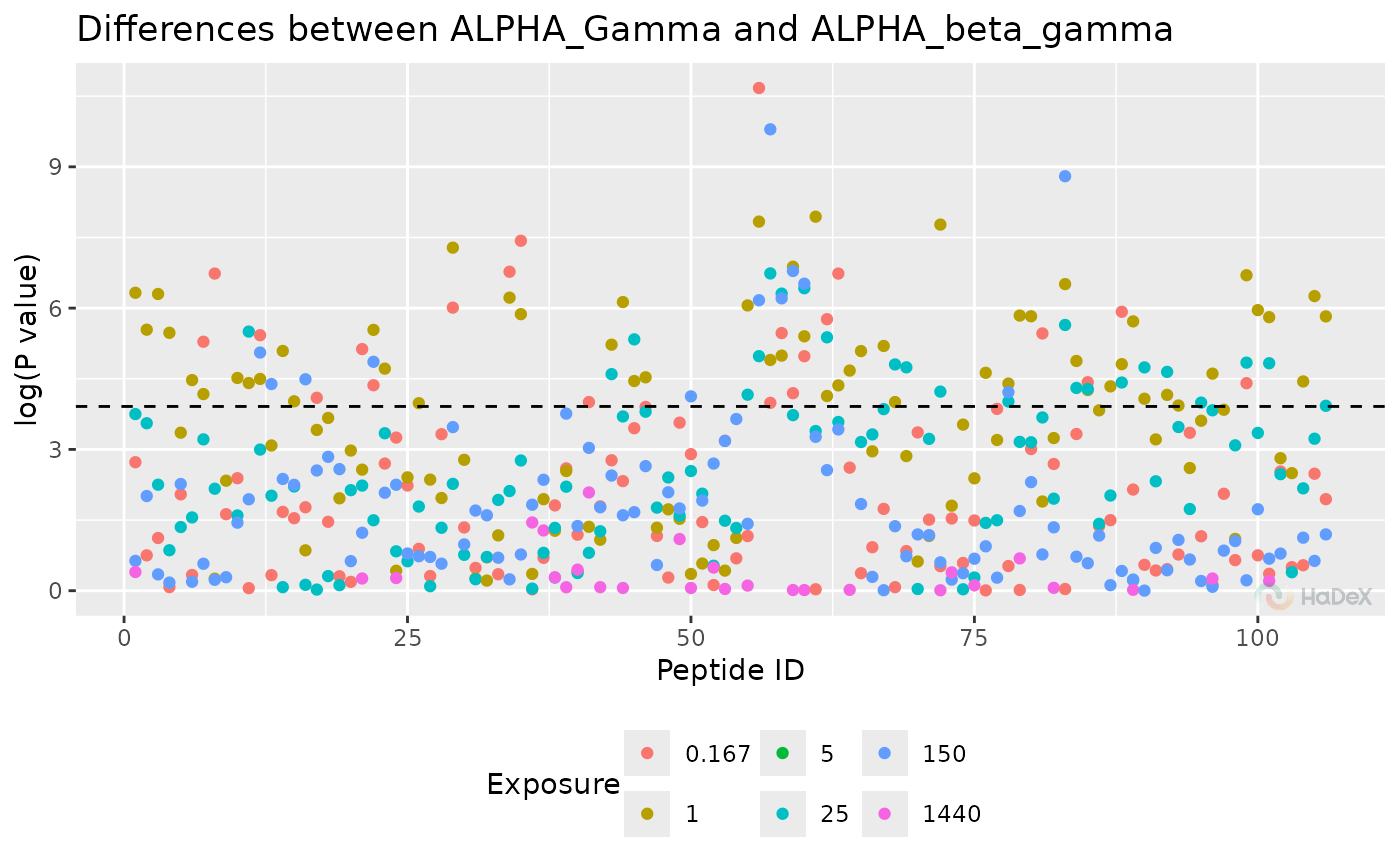 Differences between ALPHA_Gamma and ALPHA_beta_gamma
log(P value)
9
6
3
0
HaDeX
0 25 50 75 100
Peptide ID
Exposure
0.167 5 150
1 25 1440